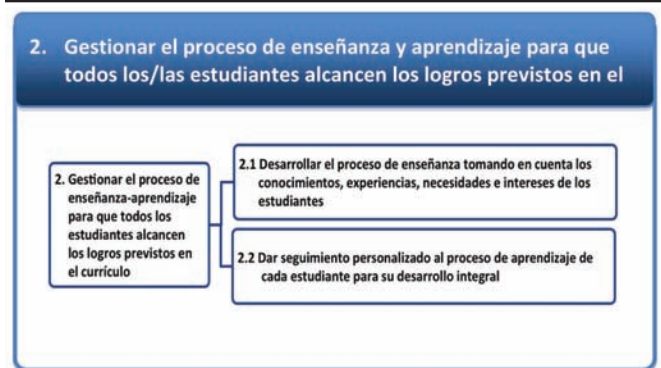 2. Gestionar el proceso de enseñanza y aprendizaje para que
todos los/las estudiantes alcancen los logros previstos en el
2. Gestionar el proceso de
enseñanza-aprendizaje
para que todos los
estudiantes alcancen
los logros previstos en
el currículo
2.1 Desarrollar el proceso de enseñanza tomando en cuenta los
conocimientos, experiencias, necesidades e intereses de los
estudiantes
2.2 Dar seguimiento personalizado al proceso de aprendizaje de
cada estudiante para su desarrollo integral